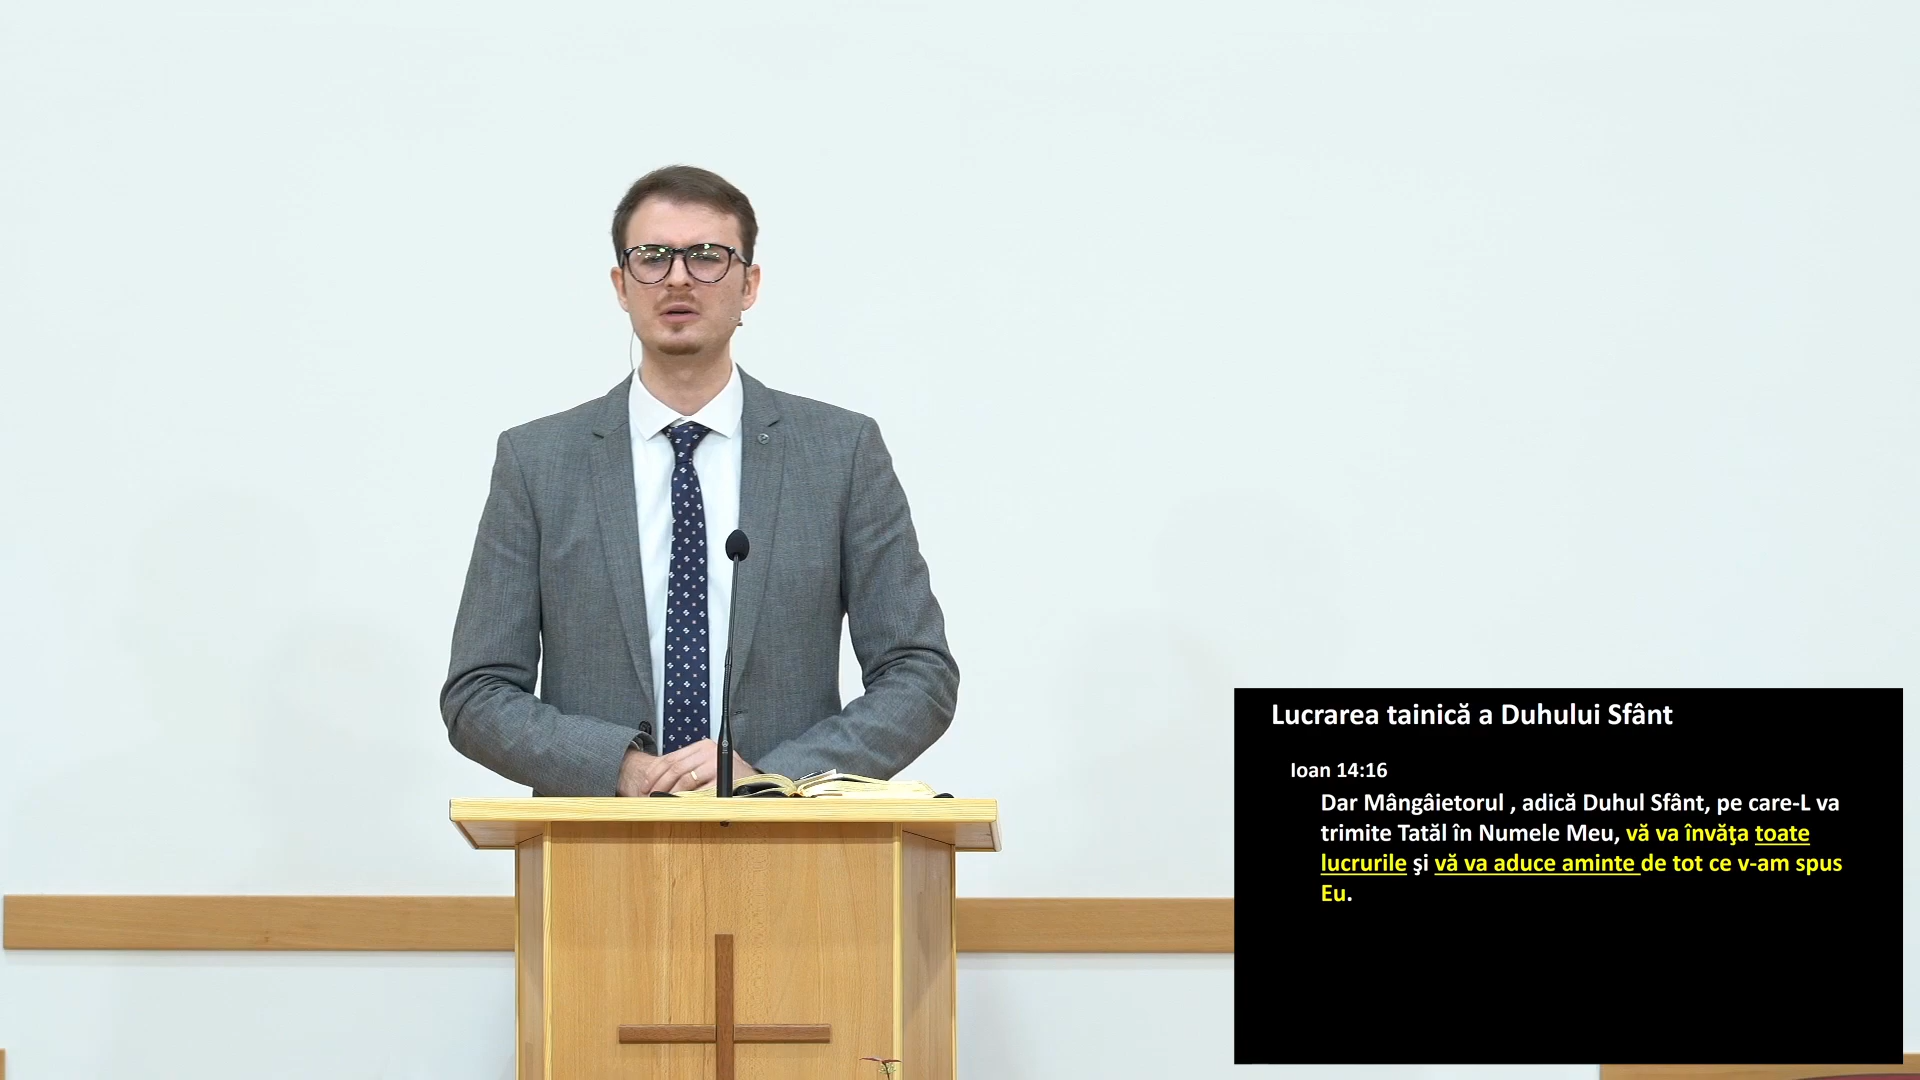 Lucrarea tainică a Duhului Sfânt
Ioan 14:16
Dar Mângâietorul , adică Duhul Sfânt, pe care-L va
trimite Tatăl în Numele Meu, vă va învăţa toate
lucrurile şi vă va aduce aminte de tot ce v-am spus
Eu.